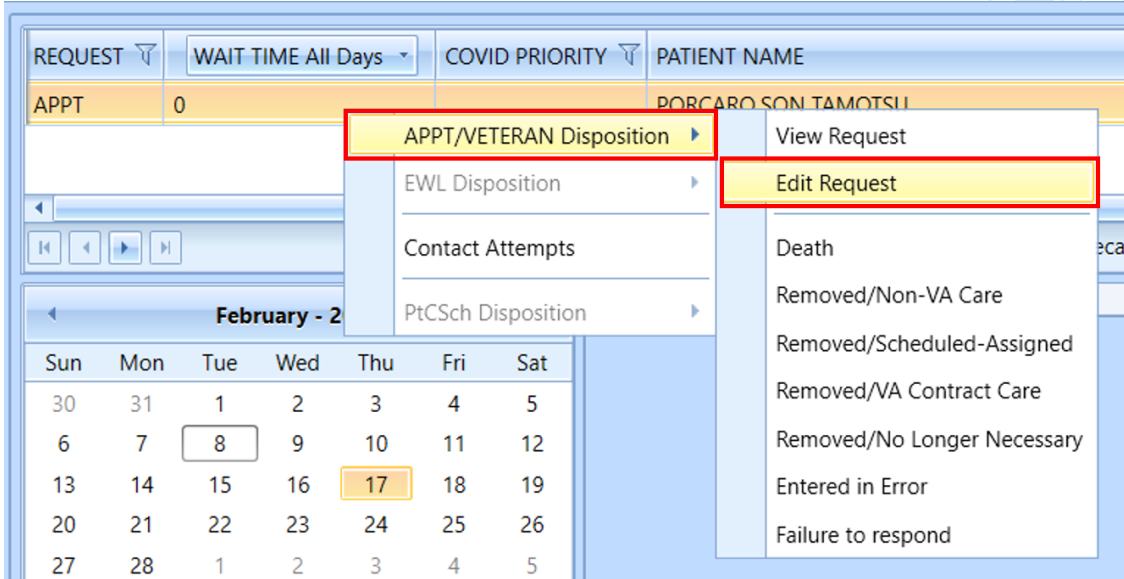 REQUEST WAIT TIME All Days COVID PRIORITY PATIENT NAME
APPT 0 PORCARO SON TAMOTSU
APPT/VETERAN Disposition
EWL Disposition
Contact Attempts
PtCSch Disposition
View Request
Edit Request
Death
Removed/Non-VA Care
Removed/Scheduled-Assigned
Removed/VA Contract Care
Removed/No Longer Necessary
Entered in Error
Failure to respond
February - 2
Sun Mon Tue Wed Thu Fri Sat
30 31 1 2 3 4 5
6 7 8 9 10 11 12
13 14 15 16 17 18 19
20 21 22 23 24 25 26
27 28 1 2 3 4 5